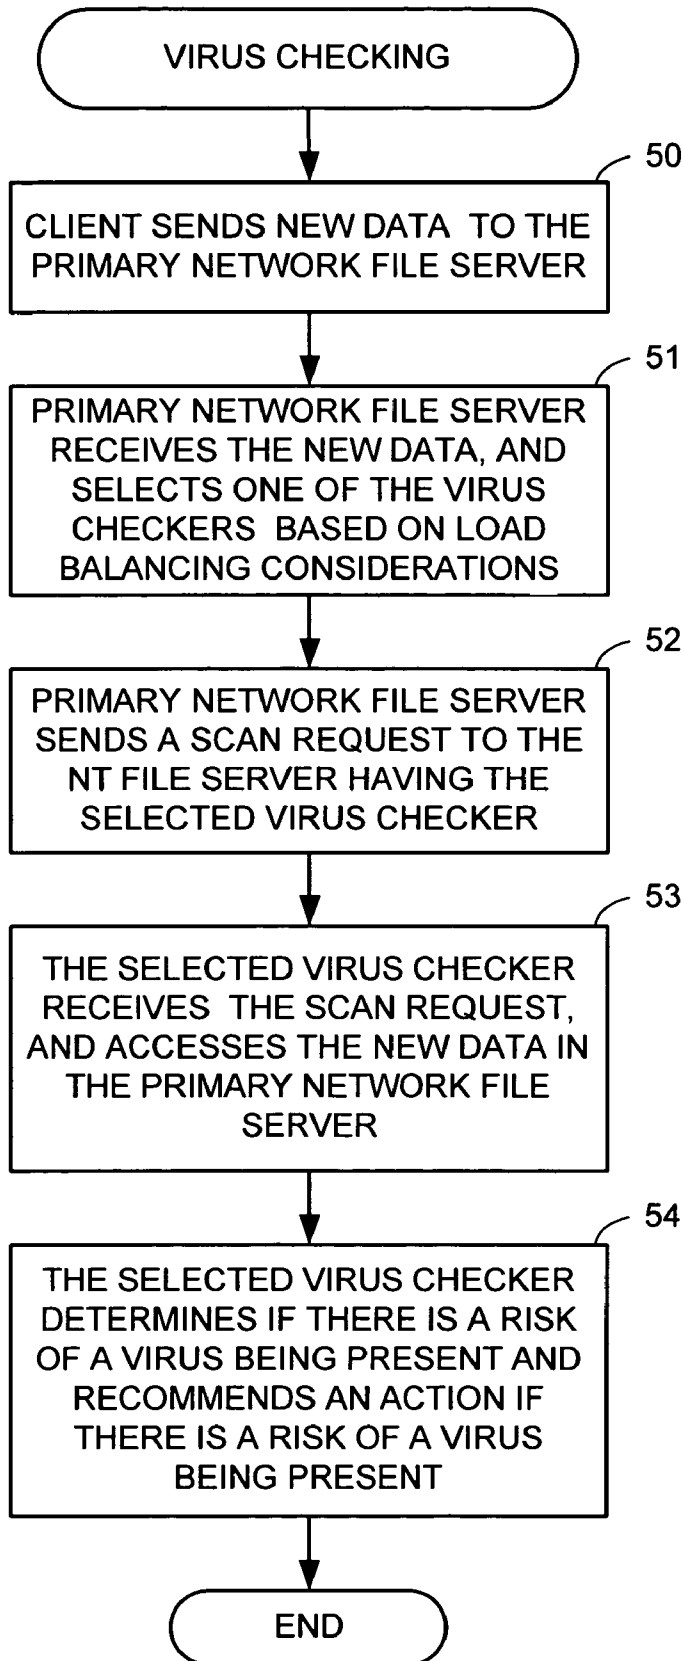 VIRUS CHECKING
50
CLIENT SENDS NEW DATA TO THE
PRIMARY NETWORK FILE SERVER
51
PRIMARY NETWORK FILE SERVER
RECEIVES THE NEW DATA, AND
SELECTS ONE OF THE VIRUS
CHECKERS BASED ON LOAD
BALANCING CONSIDERATIONS
52
PRIMARY NETWORK FILE SERVER
SENDS A SCAN REQUEST TO THE
NT FILE SERVER HAVING THE
SELECTED VIRUS CHECKER
53
THE SELECTED VIRUS CHECKER
RECEIVES THE SCAN REQUEST,
AND ACCESSES THE NEW DATA IN
THE PRIMARY NETWORK FILE
SERVER
54
THE SELECTED VIRUS CHECKER
DETERMINES IF THERE IS A RISK
OF A VIRUS BEING PRESENT AND
RECOMMENDS AN ACTION IF
THERE IS A RISK OF A VIRUS
BEING PRESENT
END